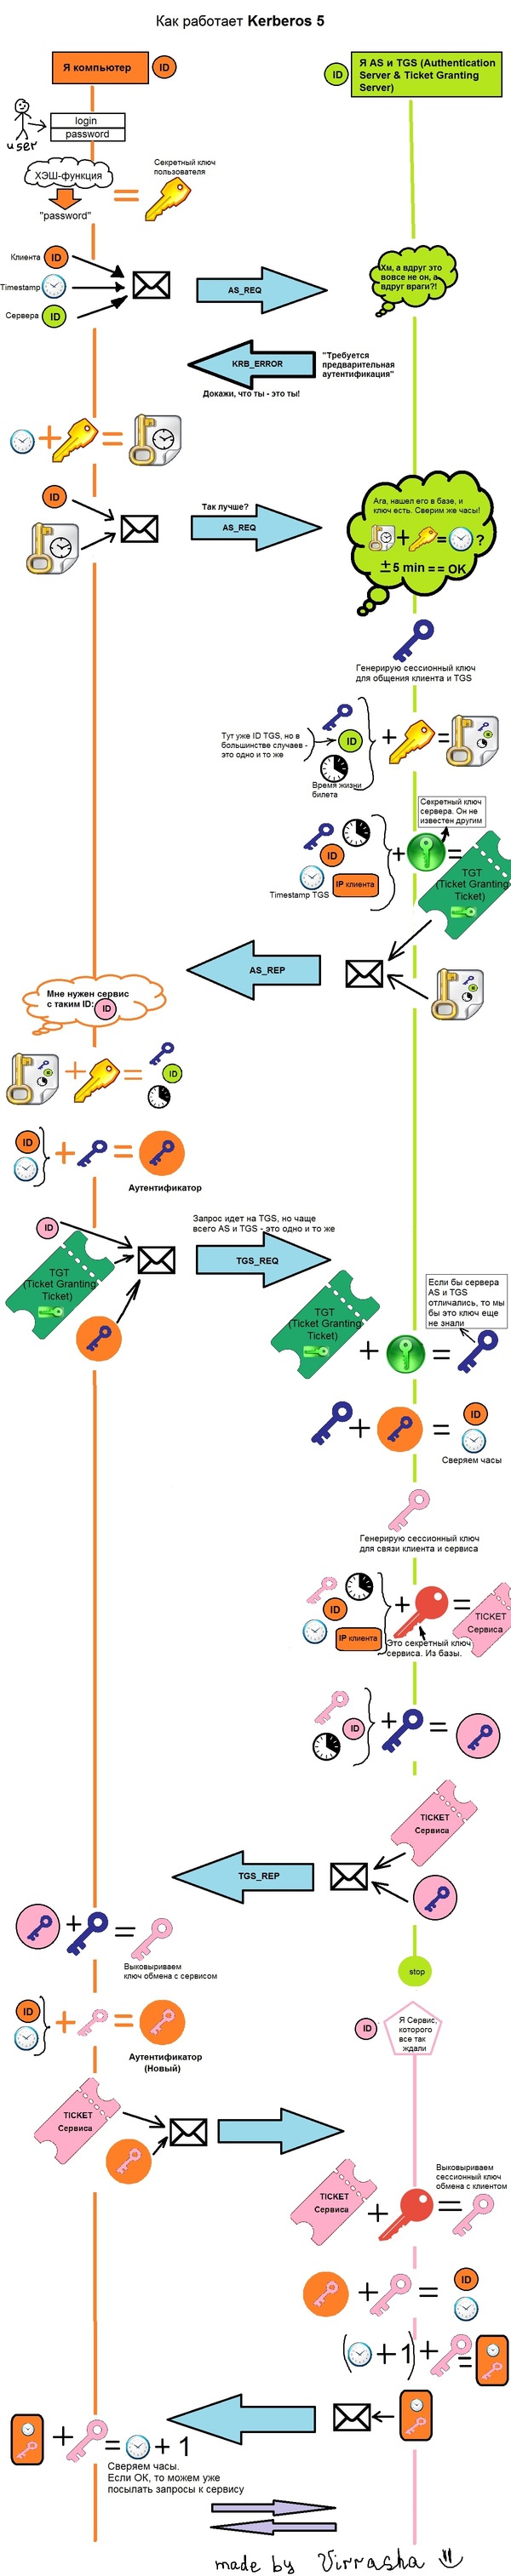 Как работает Kerberos 5
Я компьютер
ID
ID
Я AS и TGS (Authentication
Server & Ticket Granting
Server)
login
password
user
ХЭШ-функция
"password"
Секретный ключ
пользователя
Клиента ID
Timestamp
Сервера ID
AS_REQ
Хм, а вдруг это
вовсе не он, а
вдруг враги?!
KRB_ERROR
"Требуется
предварительная
аутентификация"
Докажи, что ты - это ты!
+ =
ID
Так лучше?
AS_REQ
Ага, нашел его в базе, и
ключ есть. Сверим же часы!
+ = ?
±5 min == OK
Генерирую сессионный ключ
для общения клиента и TGS
Тут уже ID TGS, но в
большинстве случаев -
это одно и то же
ID
+ =
Время жизни
билета
Секретный ключ
сервера. Он не
известен другим
ID
+ =
Timestamp TGS
IP клиента
TGT
(Ticket Granting
Ticket)
AS_REP
Мне нужен сервис
с таким ID: ID
+ =
ID
ID
+ =
Аутентификатор
ID
TGT
(Ticket Granting
Ticket)
Запрос идет на TGS, но чаще
всего AS и TGS - это одно и то же
TGS_REQ
Если бы сервера
AS и TGS
отличались, то мы
бы это ключ еще
не знали
TGT
(Ticket Granting
Ticket)
+ =
+ = ID
Сверяем часы
Генерирую сессионный ключ
для связи клиента и сервиса
ID
+ =
IP клиента
TICKET
Сервиса
Это секретный ключ
сервиса. Из базы.
ID
+ =
TICKET
Сервиса
TGS_REP
+ =
Выковыриваем
ключ обмена с сервисом
stop
ID
+ =
Аутентификатор
(Новый)
ID
Я Сервис,
которого
все так
ждали
TICKET
Сервиса
Выковыриваем
сессионный ключ
обмена с клиентом
TICKET
Сервиса
+ =
+ = ID
( + 1) + =
+ = + 1
Сверяем часы.
Если ОК, то можем уже
посылать запросы к сервису
made by Virrasha